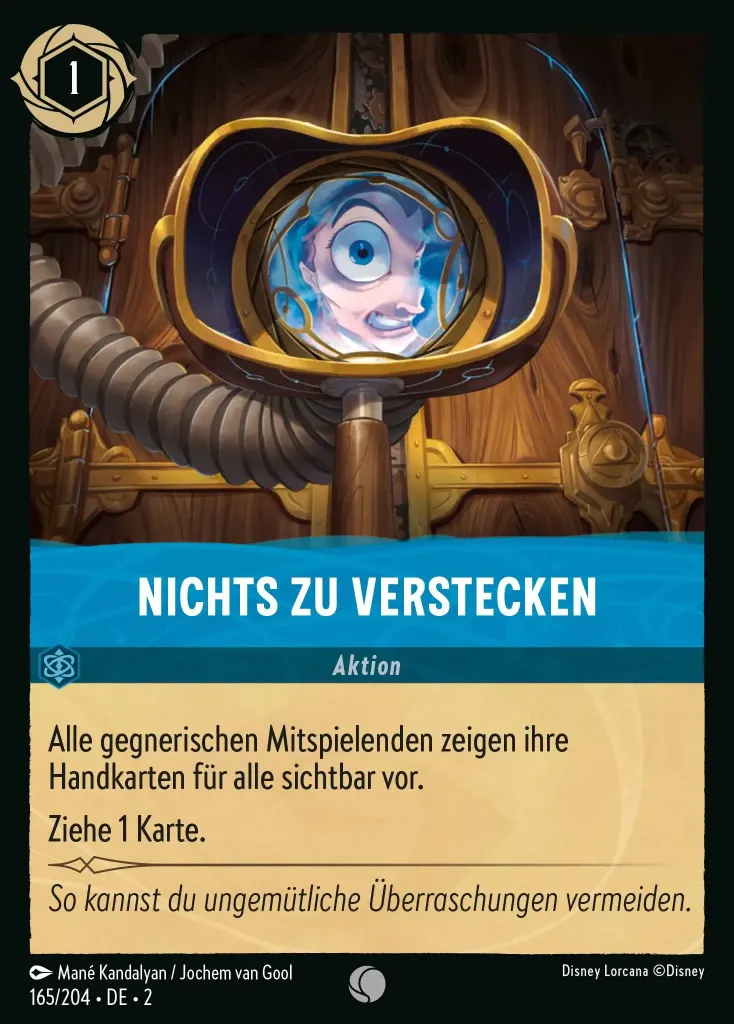 1
NICHTS ZU VERSTECKEN
Aktion
Alle gegnerischen Mitspielenden zeigen ihre
Handkarten für alle sichtbar vor.
Ziehe 1 Karte.
So kannst du ungemütliche Überraschungen vermeiden.
Mané Kandalyan / Jochem van Gool
Disney Lorcana ©Disney
165/204 • DE • 2